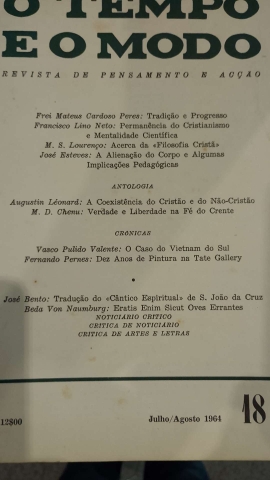 O TEMPO
E O MODO
REVISTA DE PENSAMENTO E ACÇÃO
Frei Mateus Cardoso Peres: Tradição e Progresso
Francisco Lino Neto: Permanência do Cristianismo
e Mentalidade Científica
M. S. Lourenço: Acerca da «Filosofia Cristã»
José Esteves: A Alienação do Corpo e Algumas
Implicações Pedagógicas
ANTOLOGIA
Augustin Léonard: A Coexistência do Cristão e do Não-Cristão
M. D. Chenu: Verdade e Liberdade na Fé do Crente
CRÓNICAS
Vasco Pulido Valente: O Caso do Vietnam do Sul
Fernando Pernes: Dez Anos de Pintura na Tate Gallery
José Bento: Tradução do «Cântico Espiritual» de S. João da Cruz
Beda Von Naumburg: Eratis Enim Sicut Oves Errantes
NOTICIÁRIO CRÍTICO
CRÍTICA DE NOTICIÁRIO
CRÍTICA DE ARTES E LETRAS
12$00 Julho/Agosto 1964 18